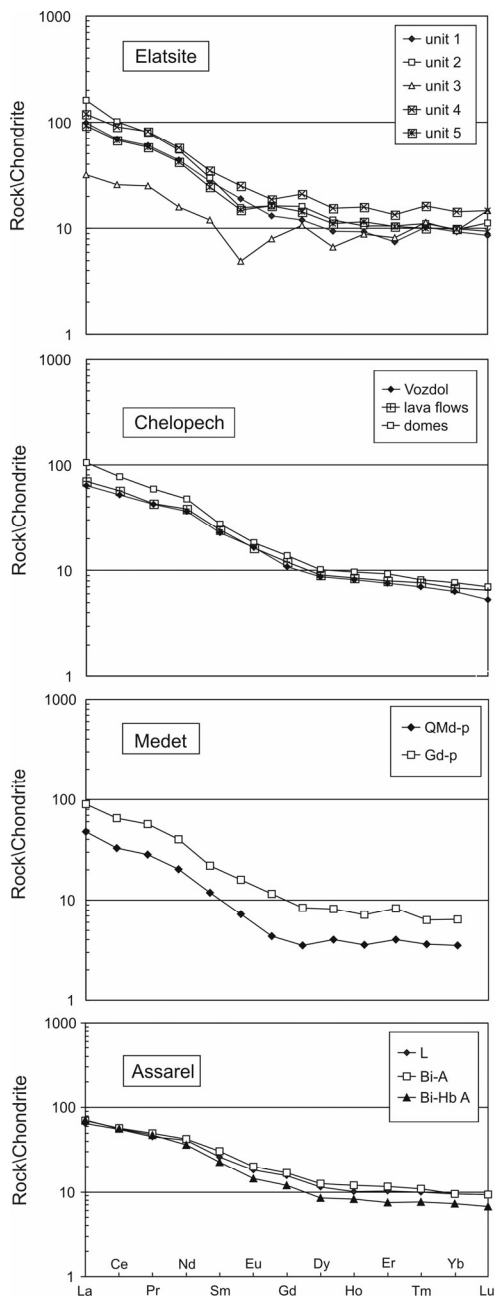 1000
Elatsite
unit 1
unit 2
unit 3
unit 4
unit 5
100
10
1
Rock\Chondrite
1000
Chelopech
Vozdol
lava flows
domes
100
10
1
Rock\Chondrite
1000
Medet
QMd-p
Gd-p
100
10
1
Rock\Chondrite
1000
Assarel
L
Bi-A
Bi-Hb A
100
10
1
Rock\Chondrite
Ce Nd Eu Dy Er Yb
La Pr Sm Gd Ho Tm Lu